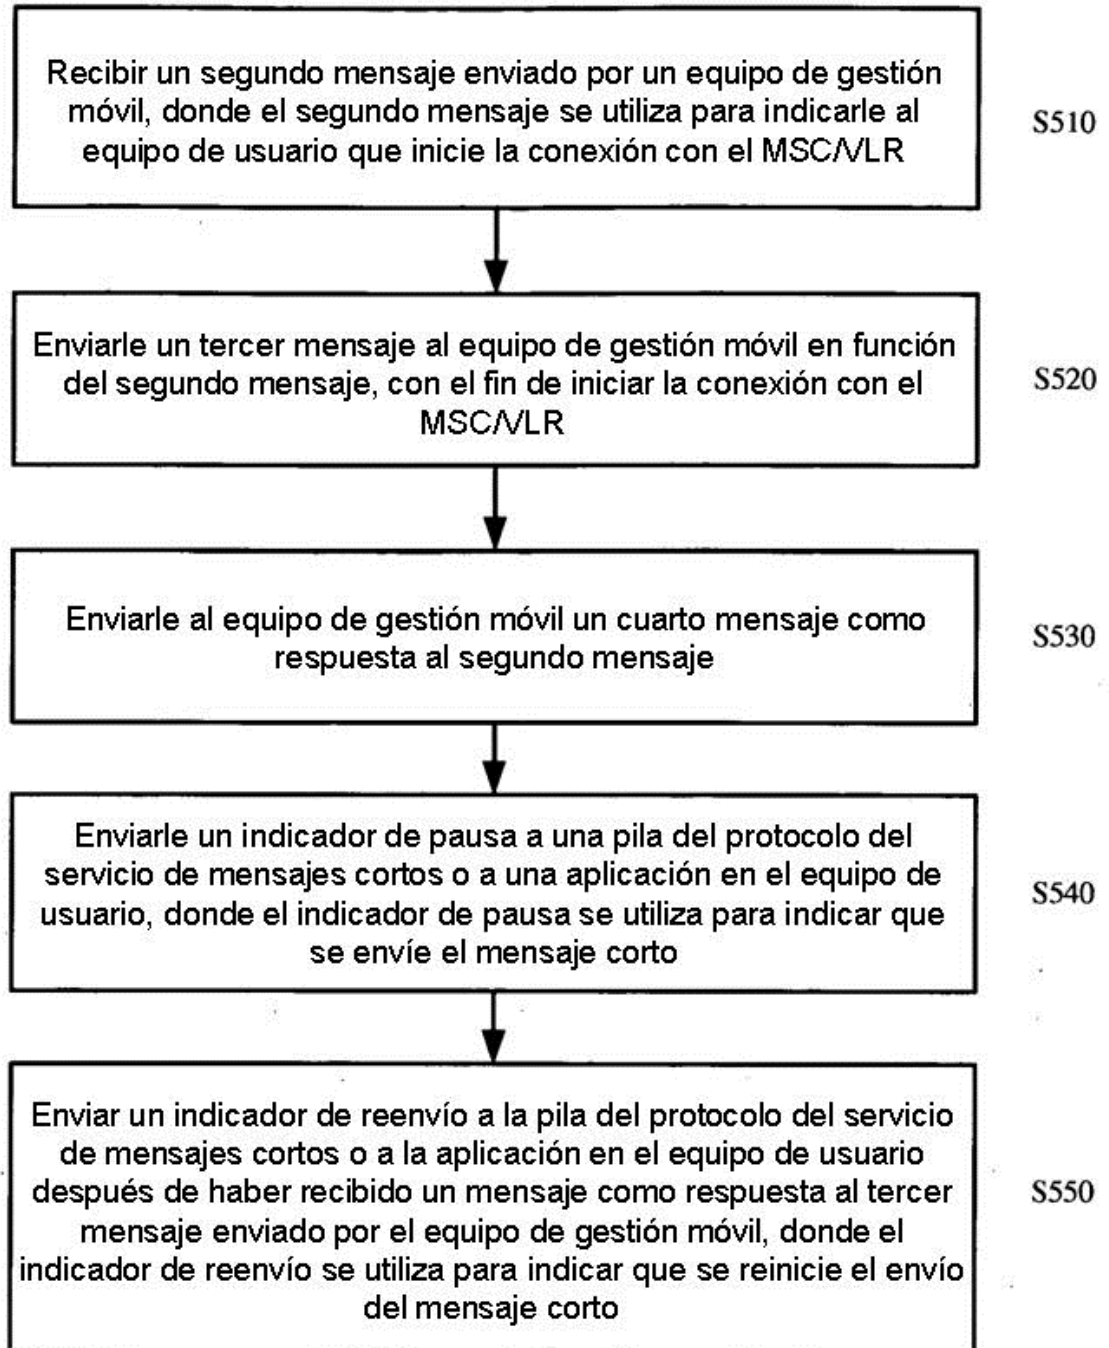 Recibir un segundo mensaje enviado por un equipo de gestión
móvil, donde el segundo mensaje se utiliza para indicarle al
equipo de usuario que inicie la conexión con el MSC/VLR
S510
Enviarle un tercer mensaje al equipo de gestión móvil en función
del segundo mensaje, con el fin de iniciar la conexión con el
MSC/VLR
S520
Enviarle al equipo de gestión móvil un cuarto mensaje como
respuesta al segundo mensaje
S530
Enviarle un indicador de pausa a una pila del protocolo del
servicio de mensajes cortos o a una aplicación en el equipo de
usuario, donde el indicador de pausa se utiliza para indicar que
se envíe el mensaje corto
S540
Enviar un indicador de reenvío a la pila del protocolo del servicio
de mensajes cortos o a la aplicación en el equipo de usuario
después de haber recibido un mensaje como respuesta al tercer
mensaje enviado por el equipo de gestión móvil, donde el
indicador de reenvío se utiliza para indicar que se reinicie el envío
del mensaje corto
S550